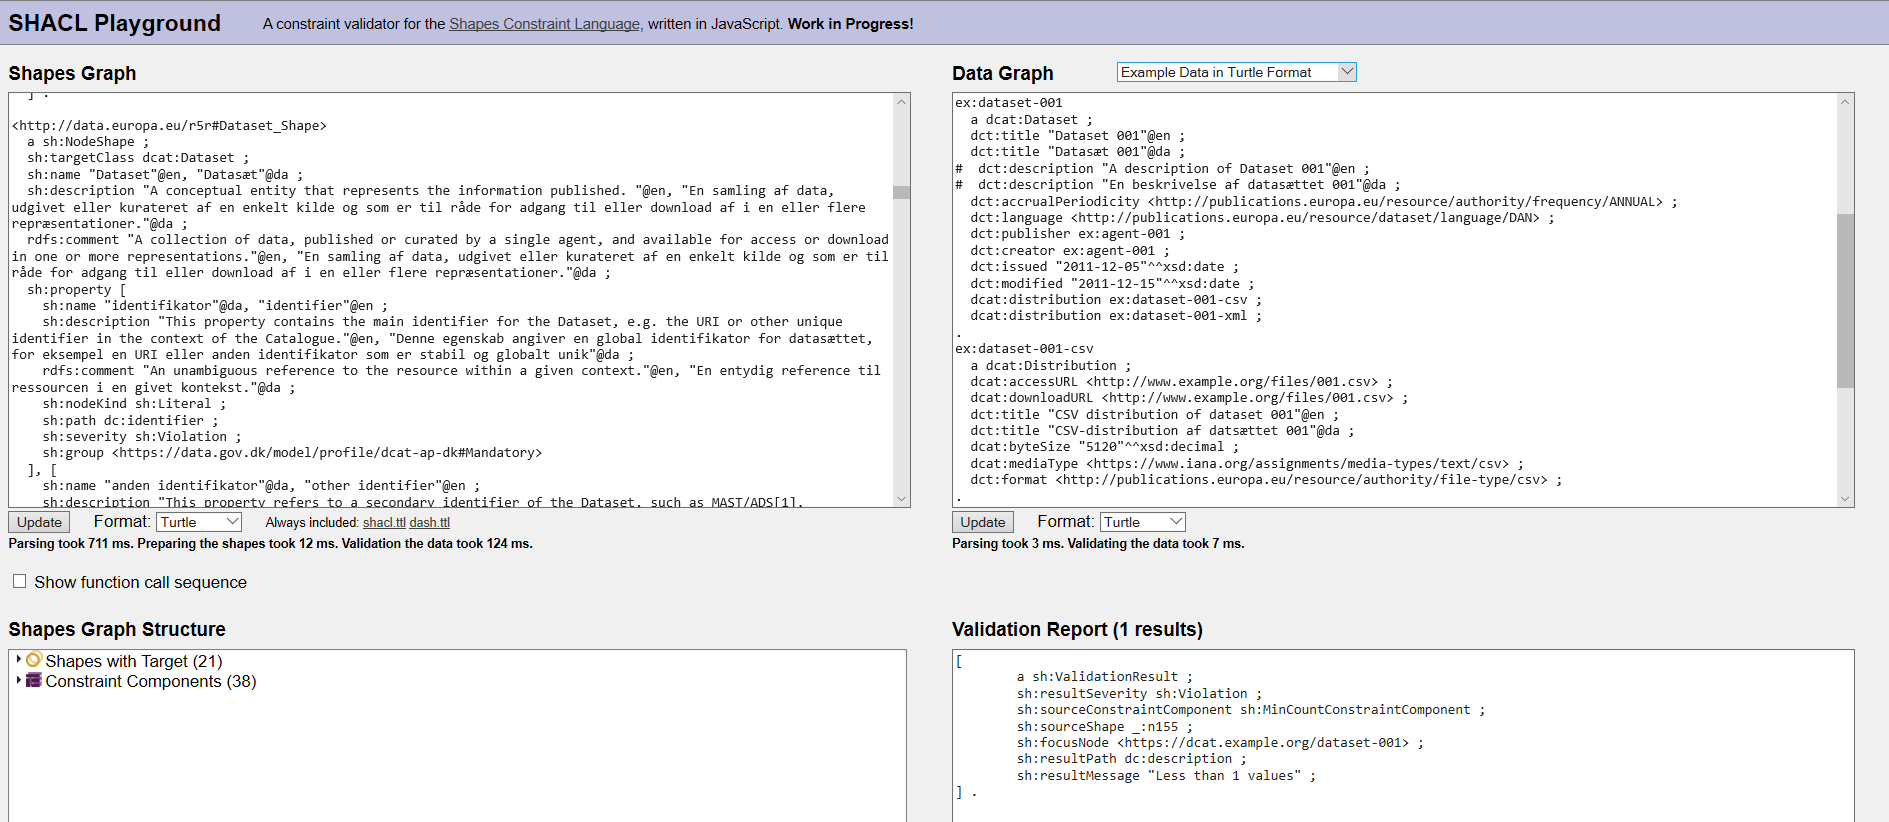 SHACL Playground
A constraint validator for the Shapes Constraint Language, written in JavaScript. Work in Progress!
Shapes Graph
] .
<http://data.europa.eu/r5r#Dataset_Shape>
  a sh:NodeShape ;
  sh:targetClass dcat:Dataset ;
  sh:name "Dataset"@en, "Datasæt"@da ;
  sh:description "A conceptual entity that represents the information published. "@en, "En samling af data,
udgivet eller kurateret af en enkelt kilde og som er til råde for adgang til eller download af i en eller flere
repræsentationer."@da ;
  rdfs:comment "A collection of data, published or curated by a single agent, and available for access or download
in one or more representations."@en, "En samling af data, udgivet eller kurateret af en enkelt kilde og som er til
råde for adgang til eller download af i en eller flere repræsentationer."@da ;
  sh:property [
    sh:name "identifikator"@da, "identifier"@en ;
    sh:description "This property contains the main identifier for the Dataset, e.g. the URI or other unique
identifier in the context of the Catalogue."@en, "Denne egenskab angiver en global identifikator for datasættet,
for eksempel en URI eller anden identifikator som er stabil og globalt unik"@da ;
    rdfs:comment "An unambiguous reference to the resource within a given context."@en, "En entydig reference til
ressourcen i en givet kontekst."@da ;
    sh:nodeKind sh:Literal ;
    sh:path dc:identifier ;
    sh:severity sh:Violation ;
    sh:group <https://data.gov.dk/model/profile/dcat-ap-dk#Mandatory>
  ], [
    sh:name "anden identifikator"@da, "other identifier"@en ;
    sh:description "This property refers to a secondary identifier of the Dataset, such as MAST/ADS[1],
Update Format: Turtle Always included: shacl.ttl dash.ttl
Parsing took 711 ms. Preparing the shapes took 12 ms. Validation the data took 124 ms.
Show function call sequence
Shapes Graph Structure
Shapes with Target (21)
Constraint Components (38)
Data Graph Example Data in Turtle Format
ex:dataset-001
  a dcat:Dataset ;
  dct:title "Dataset 001"@en ;
  dct:title "Datasæt 001"@da ;
#  dct:description "A description of Dataset 001"@en ;
#  dct:description "En beskrivelse af datasættet 001"@da ;
  dct:accrualPeriodicity <http://publications.europa.eu/resource/authority/frequency/ANNUAL> ;
  dct:language <http://publications.europa.eu/resource/dataset/language/DAN> ;
  dct:publisher ex:agent-001 ;
  dct:creator ex:agent-001 ;
  dct:issued "2011-12-05"^^xsd:date ;
  dct:modified "2011-12-15"^^xsd:date ;
  dcat:distribution ex:dataset-001-csv ;
  dcat:distribution ex:dataset-001-xml ;
.
ex:dataset-001-csv
  a dcat:Distribution ;
  dcat:accessURL <http://www.example.org/files/001.csv> ;
  dcat:downloadURL <http://www.example.org/files/001.csv> ;
  dct:title "CSV distribution of dataset 001"@en ;
  dct:title "CSV-distribution af datsættet 001"@da ;
  dcat:byteSize "5120"^^xsd:decimal ;
  dcat:mediaType <https://www.iana.org/assignments/media-types/text/csv> ;
  dct:format <http://publications.europa.eu/resource/authority/file-type/csv> ;
.
Update Format: Turtle
Parsing took 3 ms. Validating the data took 7 ms.
Validation Report (1 results)
[
	a sh:ValidationResult ;
	sh:resultSeverity sh:Violation ;
	sh:sourceConstraintComponent sh:MinCountConstraintComponent ;
	sh:sourceShape _:n155 ;
	sh:focusNode <https://dcat.example.org/dataset-001> ;
	sh:resultPath dc:description ;
	sh:resultMessage "Less than 1 values" ;
] .